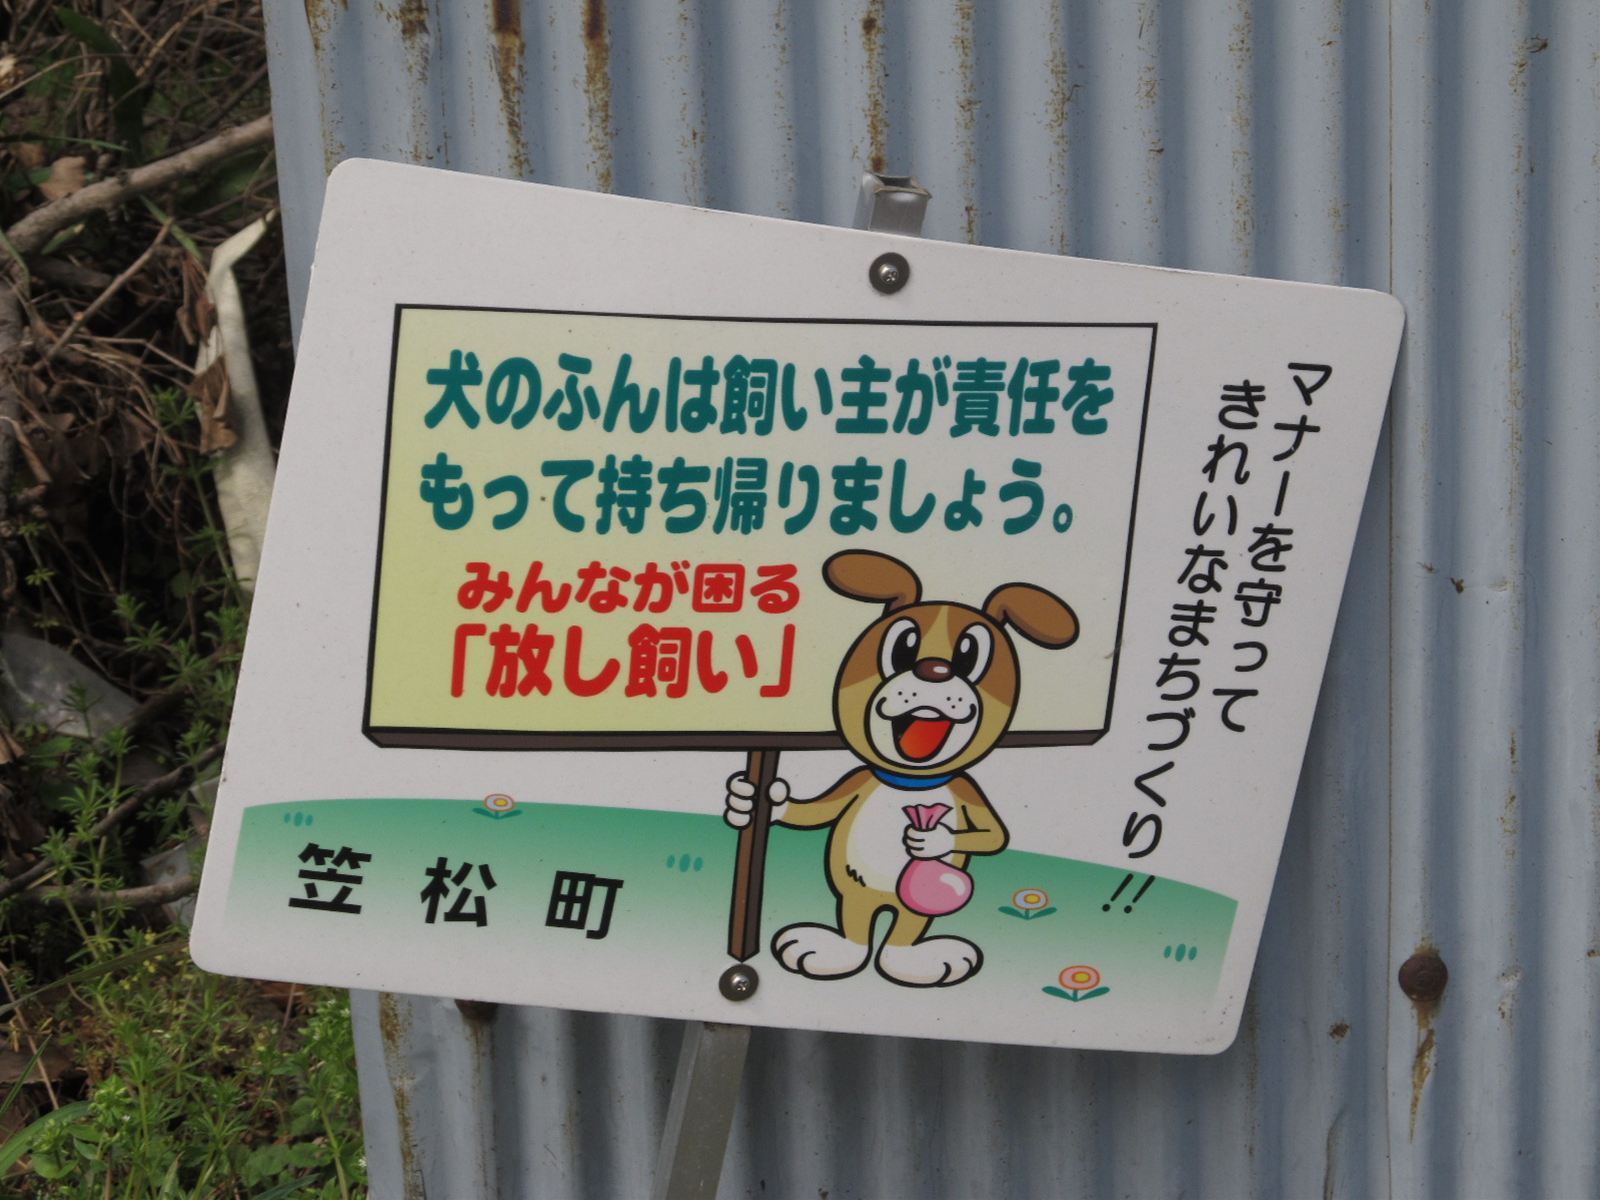 犬のふんは飼い主が責任を
もって持ち帰りましょう。
みんなが困る
「放し飼い」
マナーを守って
きれいなまちづくり!!
笠松町